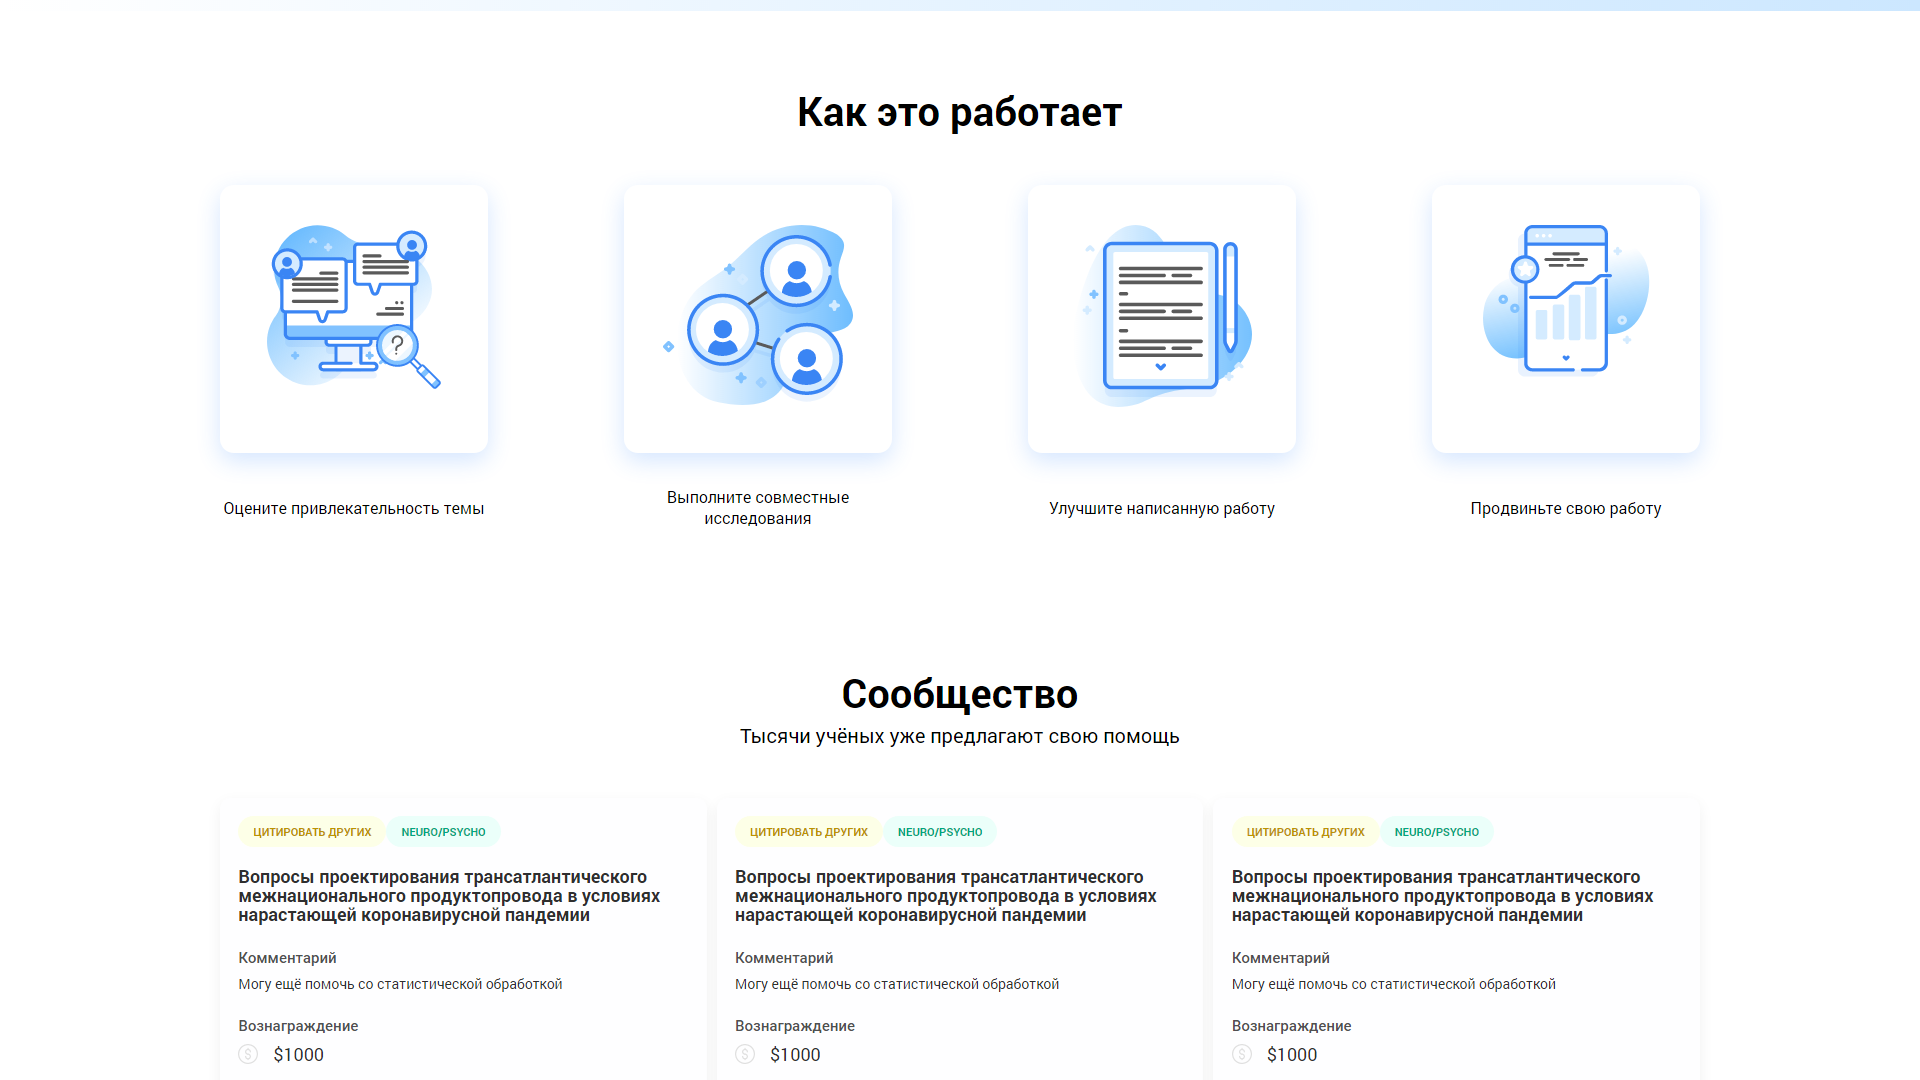 Как это работает
?
Оцените привлекательность темы
Выполните совместные
исследования
Улучшите написанную работу
Продвиньте свою работу
Сообщество
Тысячи учёных уже предлагают свою помощь
ЦИТИРОВАТЬ ДРУГИХ NEURO/PSYCHO
Вопросы проектирования трансатлантического
межнационального продуктопровода в условиях
нарастающей коронавирусной пандемии
Комментарий
Могу ещё помочь со статистической обработкой
Вознаграждение
$ $1000
ЦИТИРОВАТЬ ДРУГИХ NEURO/PSYCHO
Вопросы проектирования трансатлантического
межнационального продуктопровода в условиях
нарастающей коронавирусной пандемии
Комментарий
Могу ещё помочь со статистической обработкой
Вознаграждение
$ $1000
ЦИТИРОВАТЬ ДРУГИХ NEURO/PSYCHO
Вопросы проектирования трансатлантического
межнационального продуктопровода в условиях
нарастающей коронавирусной пандемии
Комментарий
Могу ещё помочь со статистической обработкой
Вознаграждение
$ $1000